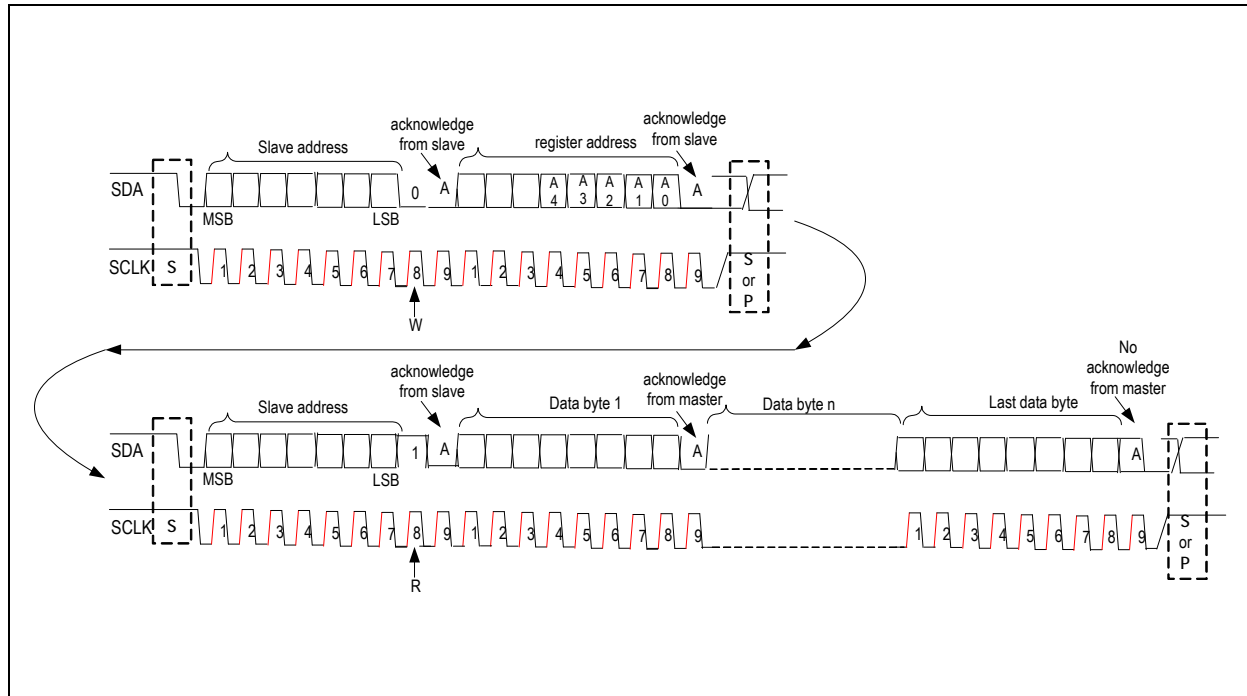 acknowledge
from slave
acknowledge
from slave
Slave address
register address
SDA
0
A
A
4
A
3
A
2
A
1
A
0
A
MSB
LSB
SCLK
S
1 2 3 4 5 6 7 8 9 1 2 3 4 5 6 7 8 9
S
or
P
W
No
acknowledge
from master
acknowledge
from slave
acknowledge
from master
Slave address
Data byte 1
Data byte n
Last data byte
SDA
1
A
A
A
MSB
LSB
SCLK
S
1 2 3 4 5 6 7 8 9 1 2 3 4 5 6 7 8 9
1 2 3 4 5 6 7 8 9
S
or
P
R